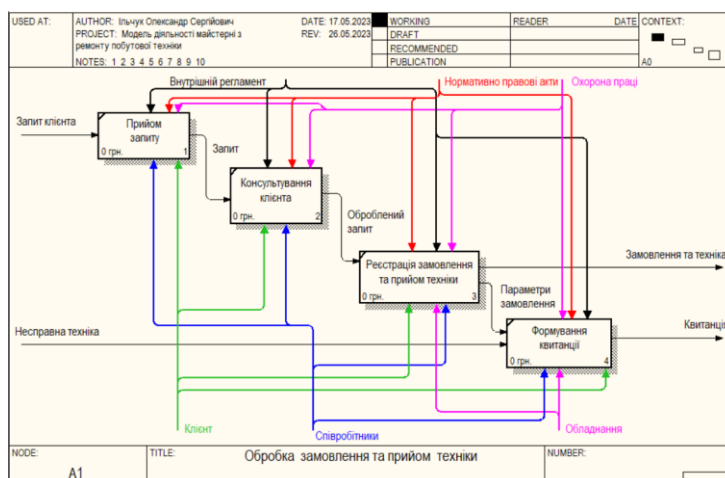 USED AT:
AUTHOR: Ільчук Олександр Сергійович
DATE: 17.05.2023
PROJECT: Модель діяльності майстерні з
REV: 26.05.2023
ремонту побутової техніки
NOTES: 1 2 3 4 5 6 7 8 9 10
WORKING
DRAFT
RECOMMENDED
PUBLICATION
READER
DATE
CONTEXT:
A0
Внутрішній регламент
Нормативно правові акти
Охорона праці
Запит клієнта
Прийом
запиту
0 грн.
1
Запит
Консультування
клієнта
0 грн.
2
Оброблений
запит
Реєстрація замовлення
та прийом техніки
0 грн.
3
Замовлення та техніка
Параметри
замовлення
Несправна техніка
Формування
квитанції
0 грн.
4
Квитанція
Клієнт
Співробітники
Обладнання
NODE:
A1
TITLE:
Обробка замовлення та прийом техніки
NUMBER: